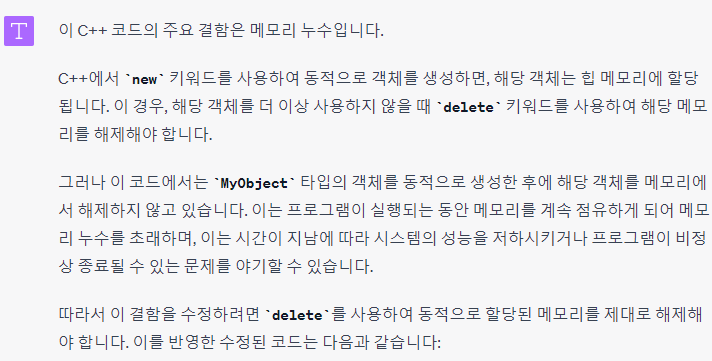 T
이 C++ 코드의 주요 결함은 메모리 누수입니다.
C++에서 `new` 키워드를 사용하여 동적으로 객체를 생성하면, 해당 객체는 힙 메모리에 할당
됩니다. 이 경우, 해당 객체를 더 이상 사용하지 않을 때 `delete` 키워드를 사용하여 해당 메모
리를 해제해야 합니다.
그러나 이 코드에서는 `MyObject` 타입의 객체를 동적으로 생성한 후에 해당 객체를 메모리에
서 해제하지 않고 있습니다. 이는 프로그램이 실행되는 동안 메모리를 계속 점유하게 되어 메모
리 누수를 초래하며, 이는 시간이 지남에 따라 시스템의 성능을 저하시키거나 프로그램이 비정
상 종료될 수 있는 문제를 야기할 수 있습니다.
따라서 이 결함을 수정하려면 `delete`를 사용하여 동적으로 할당된 메모리를 제대로 해제해
야 합니다. 이를 반영한 수정된 코드는 다음과 같습니다: